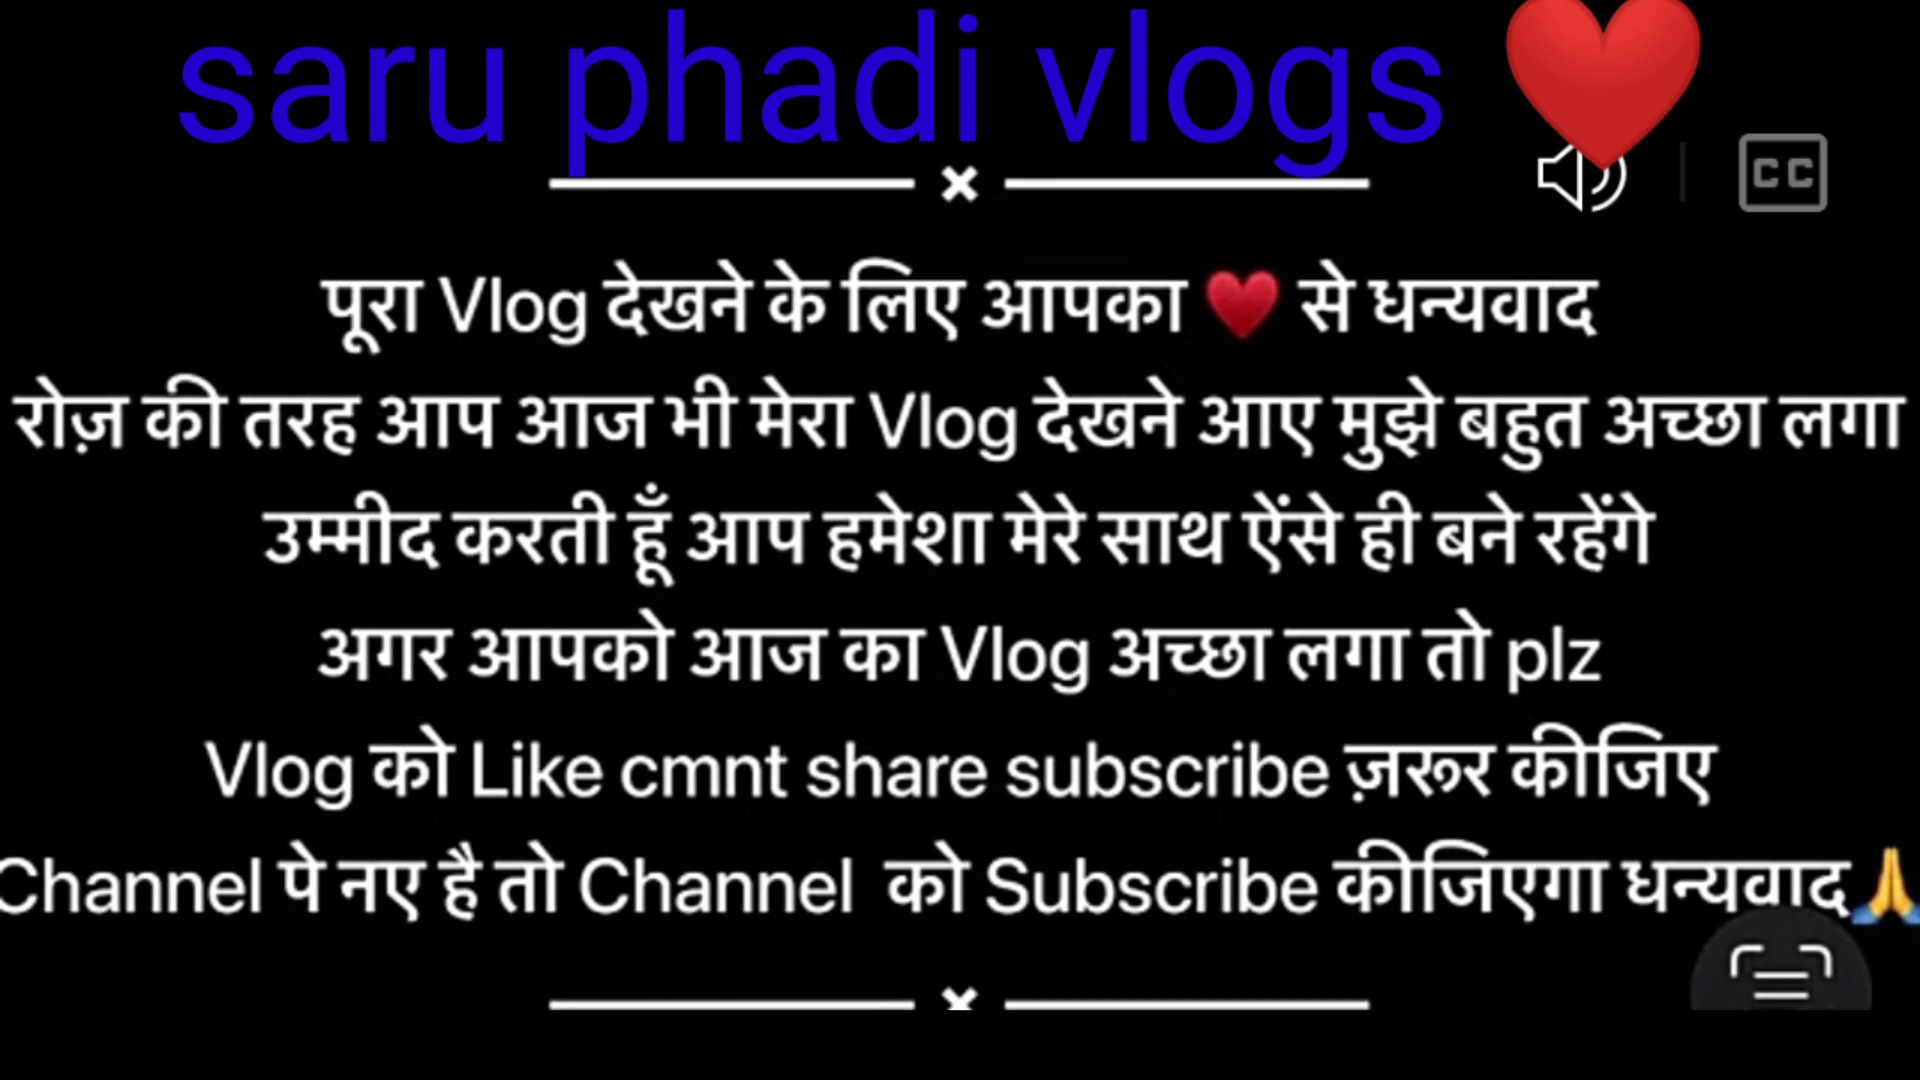 saru phadi vlogs ❤️
CC
पूरा Vlog देखने के लिए आपका ♥️ से धन्यवाद
रोज़ की तरह आप आज भी मेरा Vlog देखने आए मुझे बहुत अच्छा लगा
उम्मीद करती हूँ आप हमेशा मेरे साथ ऐंसे ही बने रहेंगे
अगर आपको आज का Vlog अच्छा लगा तो plz
Vlog को Like cmnt share subscribe ज़रूर कीजिए
Channel पे नए है तो Channel को Subscribe कीजिएगा धन्यवाद🙏